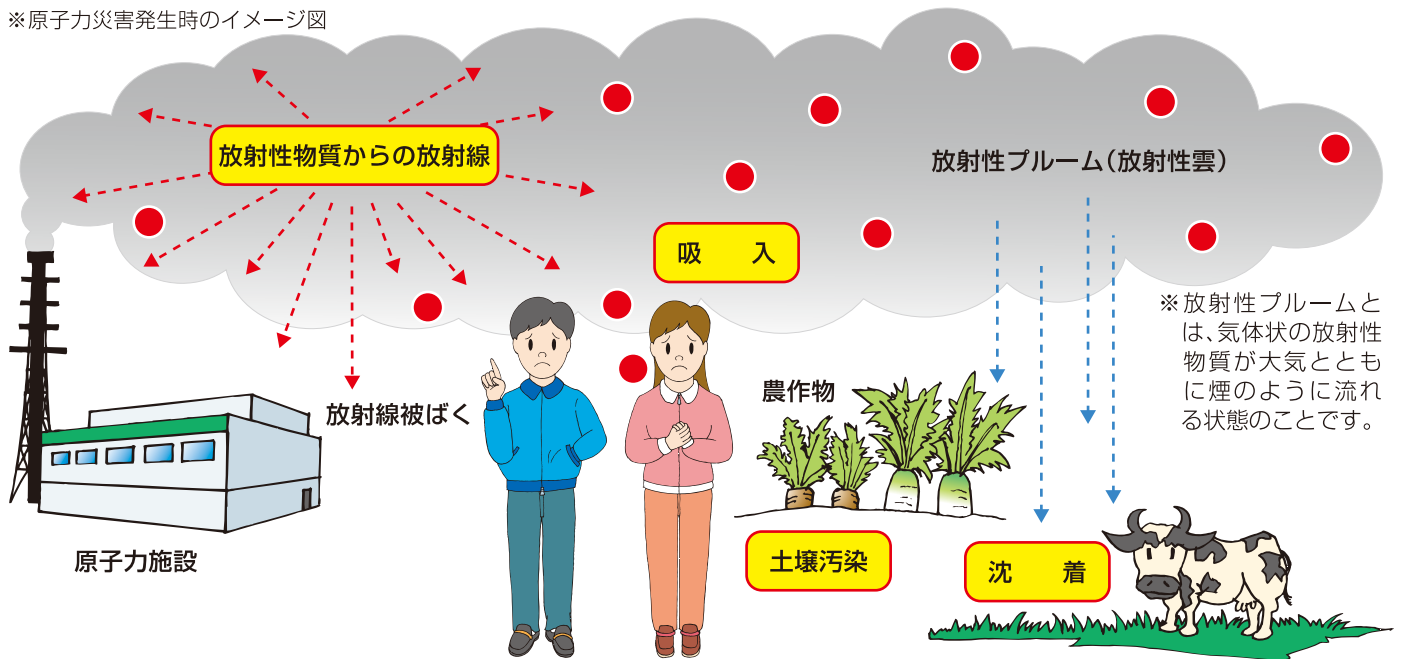 ※原子力災害発生時のイメージ図
放射性物質からの放射線
放射性プルーム（放射性雲）
吸　入
※放射性プルームと
は、気体状の放射性
物質が大気ととも
に煙のように流れ
る状態のことです。
農作物
放射線被ばく
原子力施設
土壌汚染
沈　着